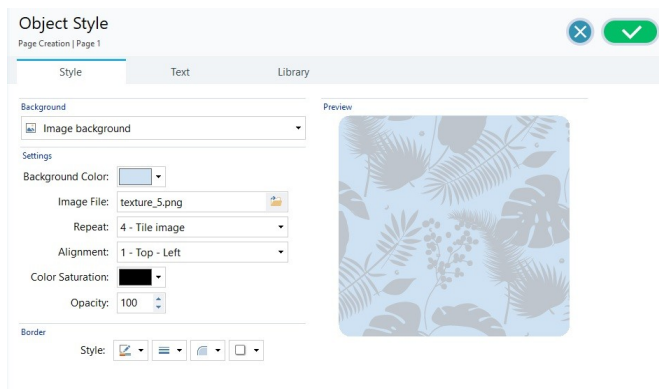 Object Style
Page Creation | Page 1
Style Text Library
Background
Preview
Image background
Settings
Background Color:
Image File: texture_5.png
Repeat: 4 - Tile image
Alignment: 1 - Top - Left
Color Saturation:
Opacity: 100
Border
Style: